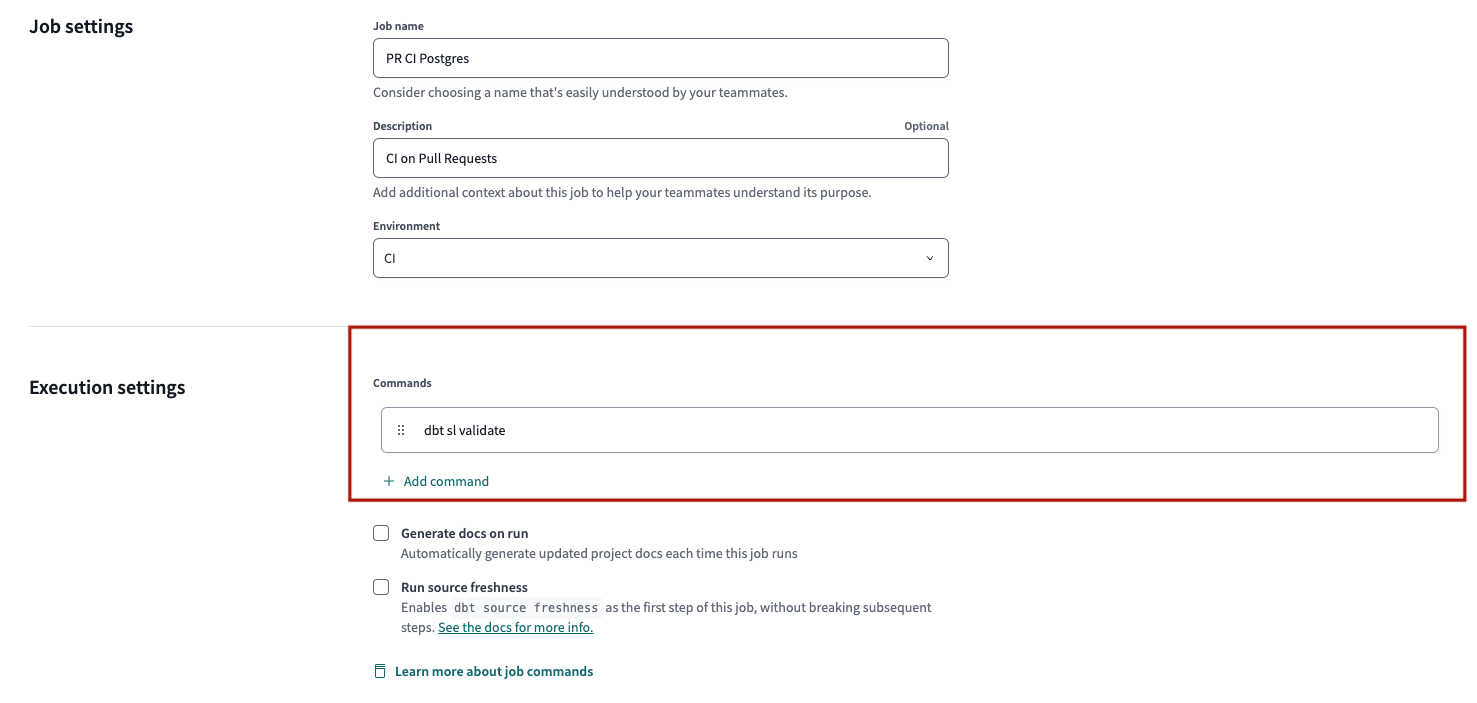 Job settings
Job name
PR CI Postgres
Consider choosing a name that's easily understood by your teammates.
Description
Optional
CI on Pull Requests
Add additional context about this job to help your teammates understand its purpose.
Environment
CI
Execution settings
Commands
dbt sl validate
Add command
Generate docs on run
Automatically generate updated project docs each time this job runs
Run source freshness
Enables dbt source freshness as the first step of this job, without breaking subsequent
steps. See the docs for more info.
Learn more about job commands